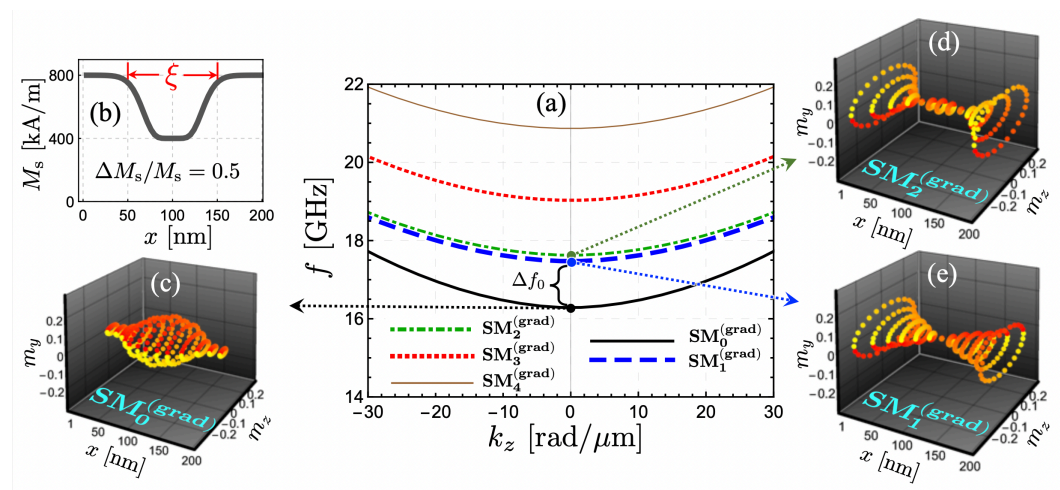 (b)
ξ
ΔMₛ/Mₛ = 0.5
Mₛ [kA/m]
800
400
0
0 50 100 150 200
x [nm]
(a)
f [GHz]
22
20
18
16
14
Δf₀
SM₂^(grad)
SM₃^(grad)
SM₄^(grad)
SM₀^(grad)
SM₁^(grad)
−30 −20 −10 0 10 20 30
k_z [rad/μm]
(c)
m_y
0.2
0.1
0
-0.1
-0.2
SM₀^(grad)
1 50 100 150 200
x [nm]
0.2
0.1
0
-0.1
-0.2
m_z
(d)
m_y
0.2
0.1
0
-0.1
-0.2
SM₂^(grad)
1 50 100 150 200
x [nm]
0.2
0.1
0
-0.1
-0.2
m_z
(e)
m_y
0.2
0.1
0
-0.1
-0.2
SM₁^(grad)
1 50 100 150 200
x [nm]
0.2
0.1
0
-0.1
-0.2
m_z